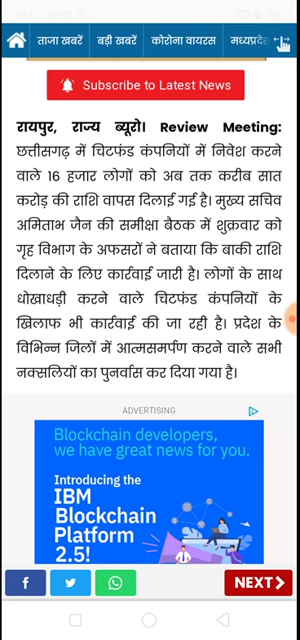 ताजा खबरें
बड़ी खबरें
कोरोना वायरस
मध्यप्रदे
Subscribe to Latest News
रायपुर, राज्य ब्यूरो। Review Meeting:
छत्तीसगढ़ में चिटफंड कंपनियों में निवेश करने
वाले 16 हजार लोगों को अब तक करीब सात
करोड़ की राशि वापस दिलाई गई है। मुख्य सचिव
अमिताभ जैन की समीक्षा बैठक में शुक्रवार को
गृह विभाग के अफसरों ने बताया कि बाकी राशि
दिलाने के लिए कार्रवाई जारी है। लोगों के साथ
धोखाधड़ी करने वाले चिटफंड कंपनियों के
खिलाफ भी कार्रवाई की जा रही है। प्रदेश के
विभिन्न जिलों में आत्मसमर्पण करने वाले सभी
नक्सलियों का पुनर्वास कर दिया गया है।
ADVERTISING
Blockchain developers,
we have great news for you.
Introducing the
IBM
Blockchain
Platform
2.5!
NEXT